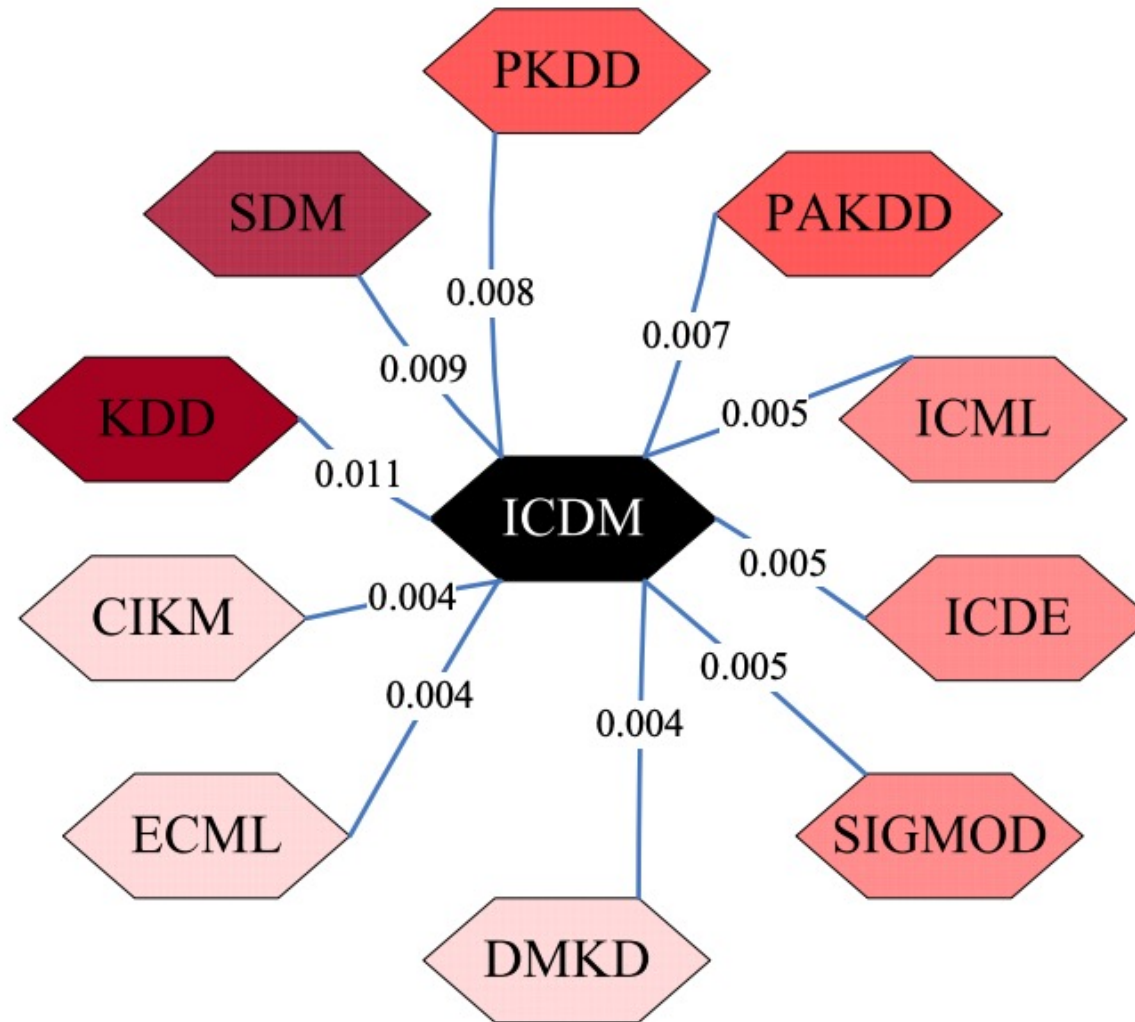 PKDD
SDM
PAKDD
0.008
0.007
0.009
KDD
0.005
ICML
0.011
ICDM
0.005
CIKM
0.004
ICDE
0.005
0.004
0.004
ECML
SIGMOD
DMKD